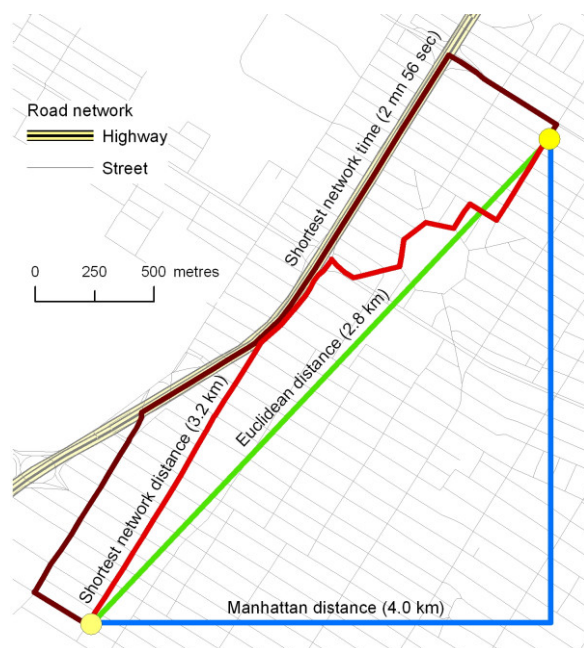 Road network
Highway
Street
0 250 500 metres
Shortest network time (2 mn 56 sec)
Euclidean distance (2.8 km)
Shortest network distance (3.2 km)
Manhattan distance (4.0 km)